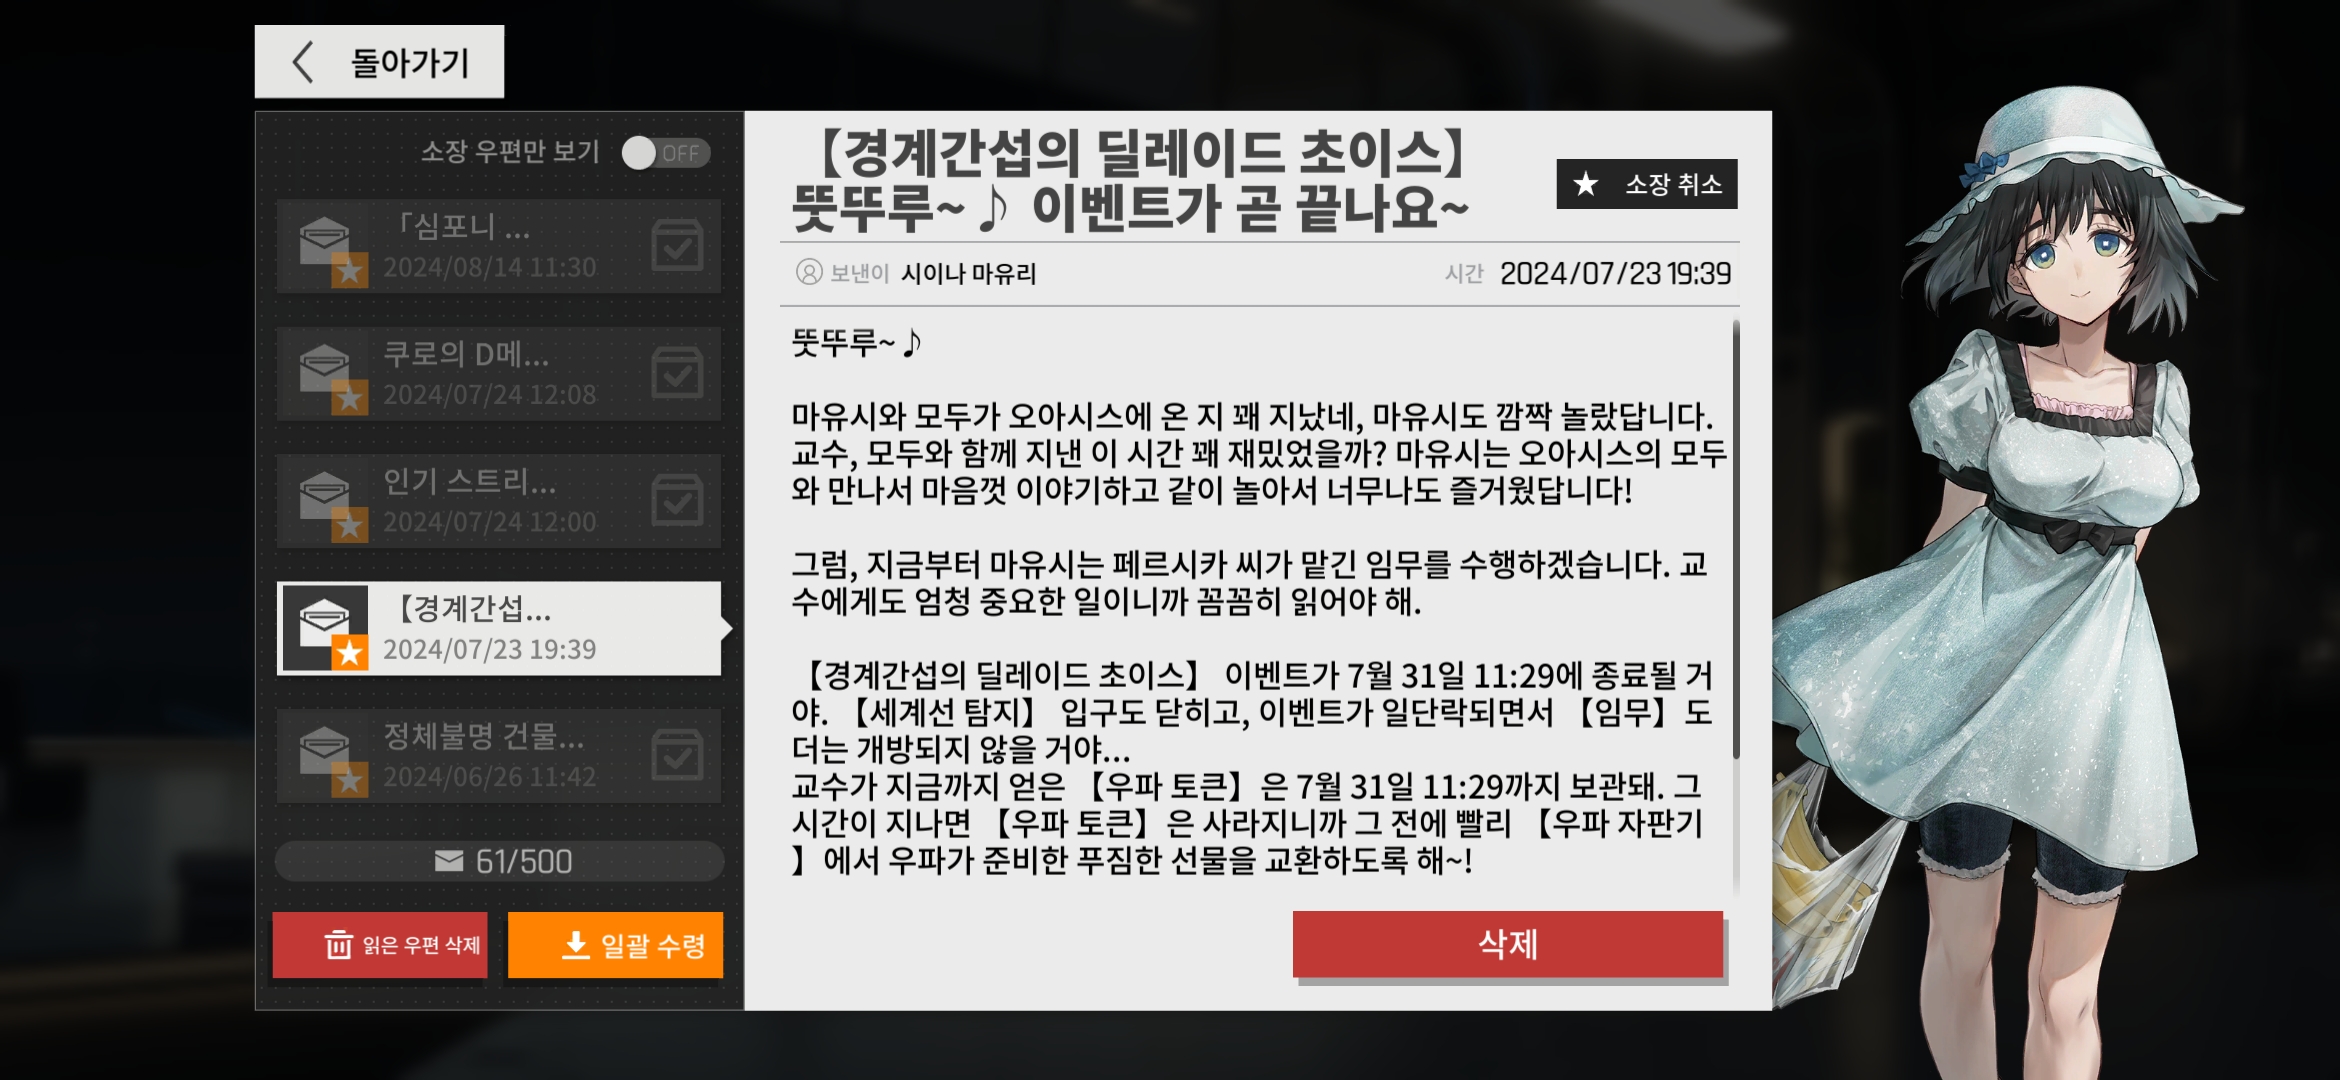 돌아가기
소장 우편만 보기 OFF
「심포니 ...
2024/08/14 11:30
쿠로의 D메...
2024/07/24 12:08
인기 스트리...
2024/07/24 12:00
【경계간섭...
2024/07/23 19:39
정체불명 건물...
2024/06/26 11:42
61/500
읽은 우편 삭제
일괄 수령
【경계간섭의 딜레이드 초이스】
뚯뚜루~♪ 이벤트가 곧 끝나요~
소장 취소
보낸이 시이나 마유리
시간 2024/07/23 19:39
뚯뚜루~♪
마유시와 모두가 오아시스에 온 지 꽤 지났네, 마유시도 깜짝 놀랐답니다.
교수, 모두와 함께 지낸 이 시간 꽤 재밌었을까? 마유시는 오아시스의 모두
와 만나서 마음껏 이야기하고 같이 놀아서 너무나도 즐거웠답니다!
그럼, 지금부터 마유시는 페르시카 씨가 맡긴 임무를 수행하겠습니다. 교
수에게도 엄청 중요한 일이니까 꼼꼼히 읽어야 해.
【경계간섭의 딜레이드 초이스】 이벤트가 7월 31일 11:29에 종료될 거
야. 【세계선 탐지】 입구도 닫히고, 이벤트가 일단락되면서 【임무】도
더는 개방되지 않을 거야...
교수가 지금까지 얻은 【우파 토큰】은 7월 31일 11:29까지 보관돼. 그
시간이 지나면 【우파 토큰】은 사라지니까 그 전에 빨리 【우파 자판기
】에서 우파가 준비한 푸짐한 선물을 교환하도록 해~!
삭제